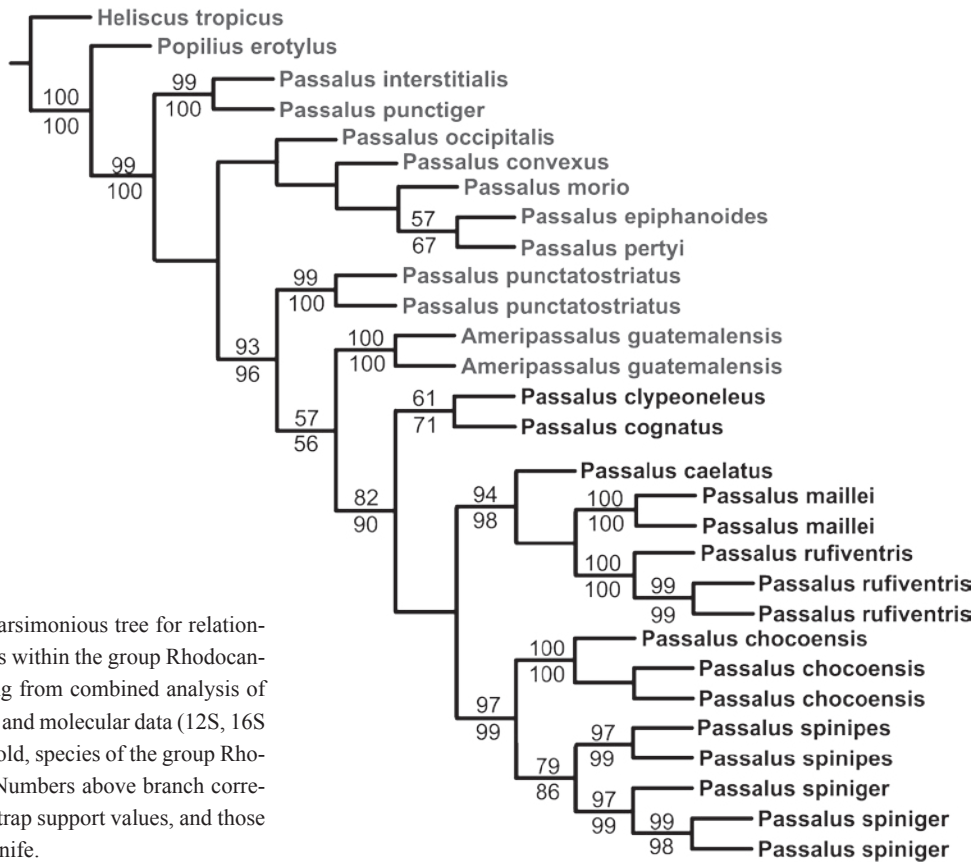 Heliscus tropicus
Popilius erotylus
99
Passalus interstitialis
100
100
Passalus punctiger
100
Passalus occipitalis
99
Passalus convexus
100
Passalus morio
57
Passalus epiphanoides
67
Passalus pertyi
99
Passalus punctatostriatus
100
Passalus punctatostriatus
93
100
Ameripassalus guatemalensis
96
100
Ameripassalus guatemalensis
61
Passalus clypeoneleus
57
71
Passalus cognatus
56
Passalus caelatus
82
94
100
Passalus maillei
90
98
100
Passalus maillei
100
Passalus rufiventris
100
99
Passalus rufiventris
99
Passalus rufiventris
100
Passalus chocoensis
100
Passalus chocoensis
97
Passalus chocoensis
99
97
Passalus spinipes
79
99
Passalus spinipes
86
97
Passalus spiniger
99
99
Passalus spiniger
98
Passalus spiniger
arsimonious tree for relation-
s within the group Rhodocan-
g from combined analysis of
and molecular data (12S, 16S
old, species of the group Rho-
Numbers above branch corre-
trap support values, and those
nife.